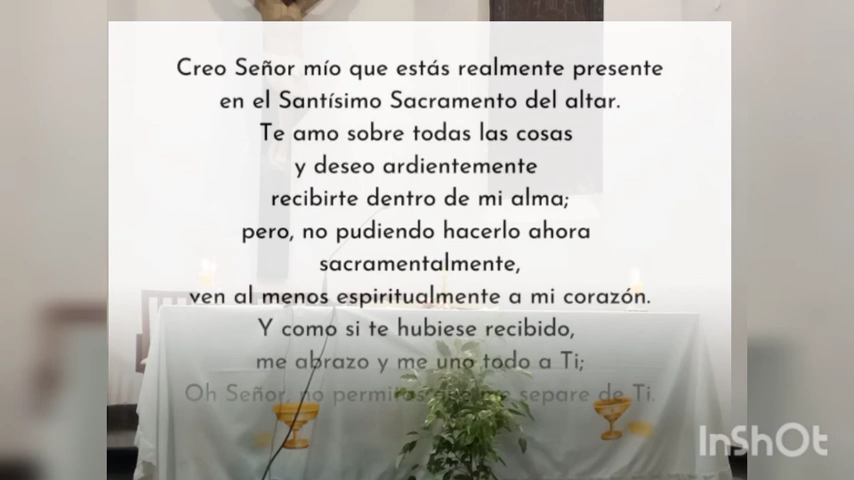 Creo Señor mío que estás realmente presente
en el Santísimo Sacramento del altar.
Te amo sobre todas las cosas
y deseo ardientemente
recibirte dentro de mi alma;
pero, no pudiendo hacerlo ahora
sacramentalmente,
ven al menos espiritualmente a mi corazón.
Y como si te hubiese recibido,
me abrazo y me uno todo a Ti;
Oh Señor, no permitas que me separe de Ti.
InShOt